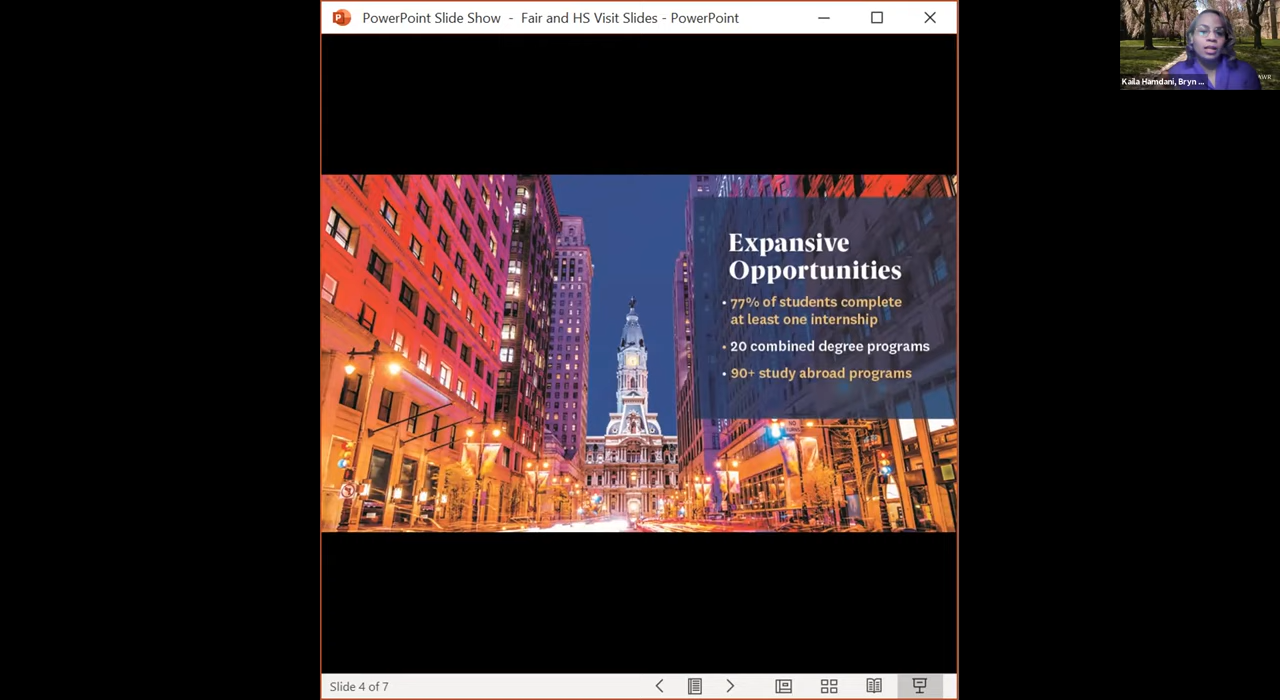 PowerPoint Slide Show - Fair and HS Visit Slides - PowerPoint
Kaila Hamdani, Bryn ...
Expansive
Opportunities
• 77% of students complete
at least one internship
• 20 combined degree programs
• 90+ study abroad programs
Slide 4 of 7